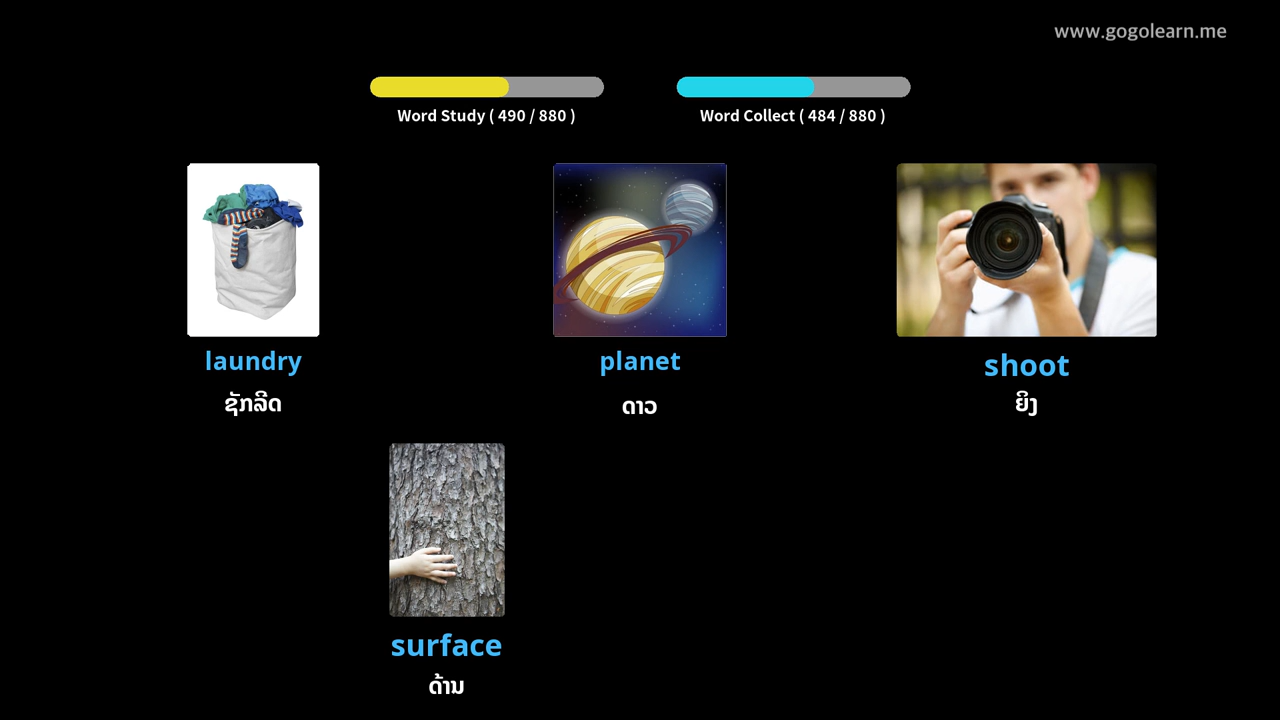 www.gogolearn.me
Word Study ( 490 / 880 )
Word Collect ( 484 / 880 )
laundry
ຊັກລີດ
planet
ດາວ
shoot
ຍິງ
surface
ດ້ານ